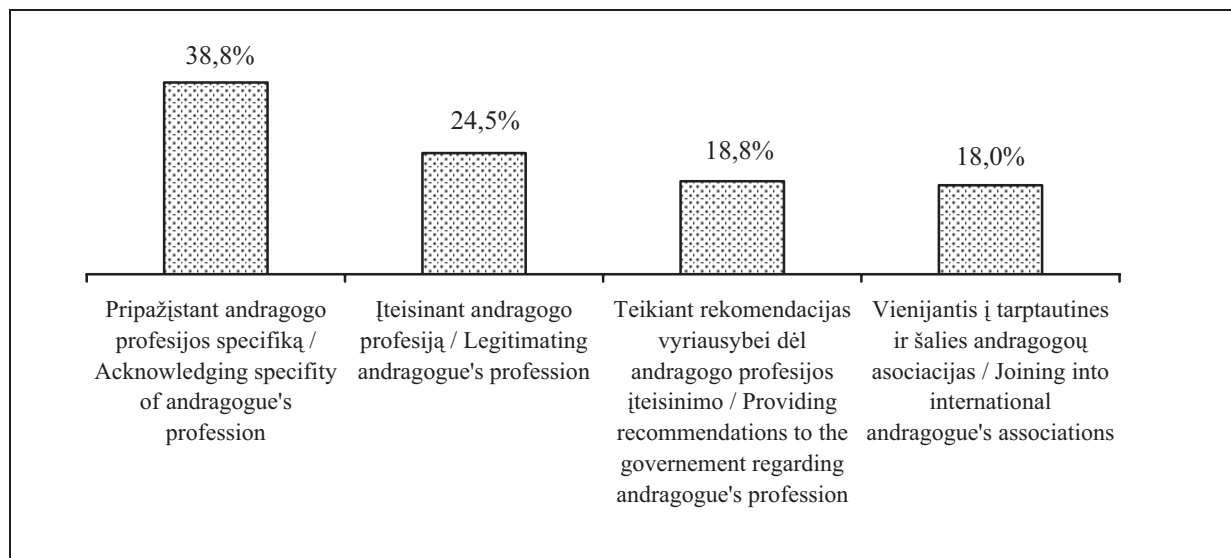 38,8%
24,5%
18,8%
18,0%
Pripažįstant andragogo
profesijos specifiką /
Acknowledging specifity
of andragogue's
profession
Įteisinant andragogo
profesiją / Legitimating
andragogue's profession
Teikiant rekomendacijas
vyriausybei dėl
andragogo profesijos
įteisinimo / Providing
recommendations to the
governement regarding
andragogue's profession
Vienijantis į tarptautines
ir šalies andragogoų
asociacijas / Joining into
international
andragogue's associations